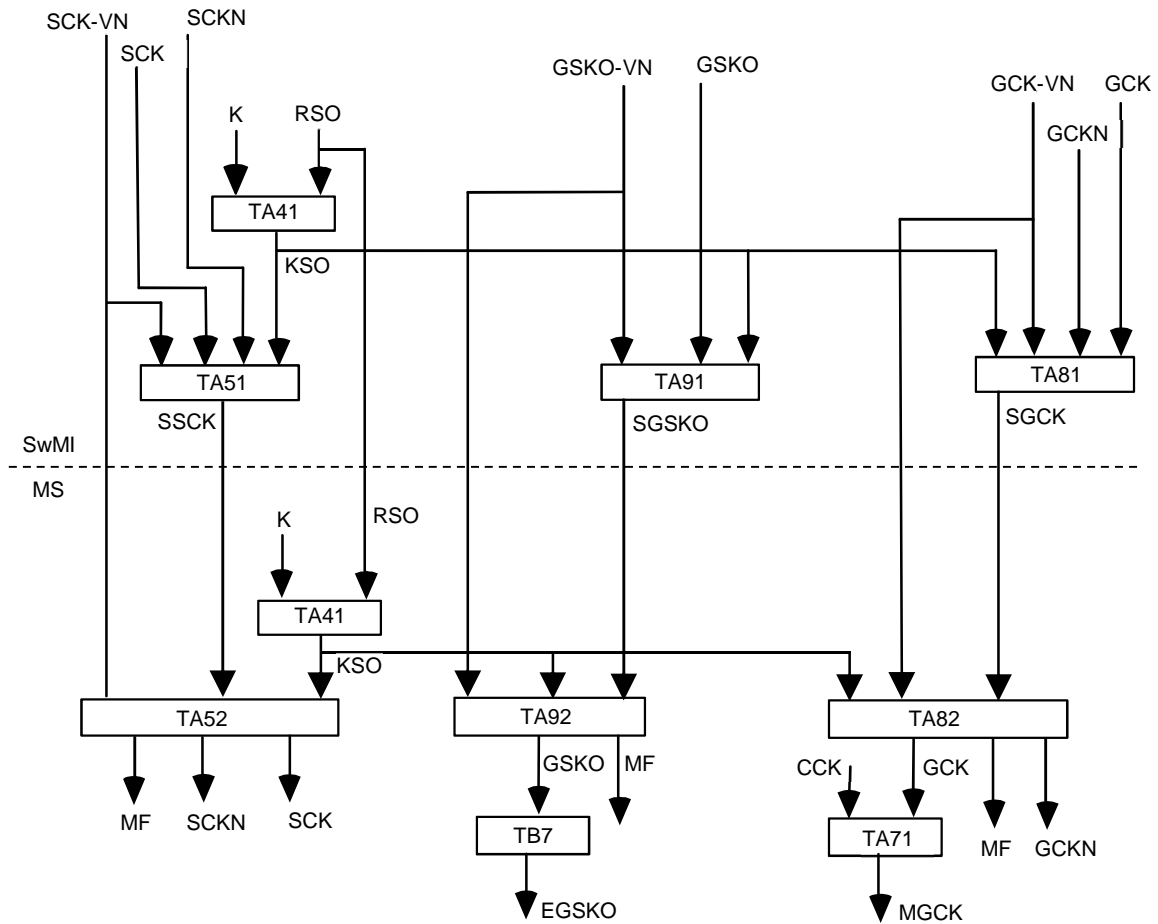 SCK-VN
SCKN
SCK
GSKO-VN
GSKO
GCK-VN
GCK
K
RSO
GCKN
TA41
KSO
TA51
TA91
TA81
SSCK
SGSKO
SGCK
SwMI
MS
K
RSO
TA41
KSO
TA52
TA92
TA82
GSKO
MF
CCK
GCK
MF
SCKN
SCK
TB7
TA71
MF
GCKN
EGSKO
MGCK